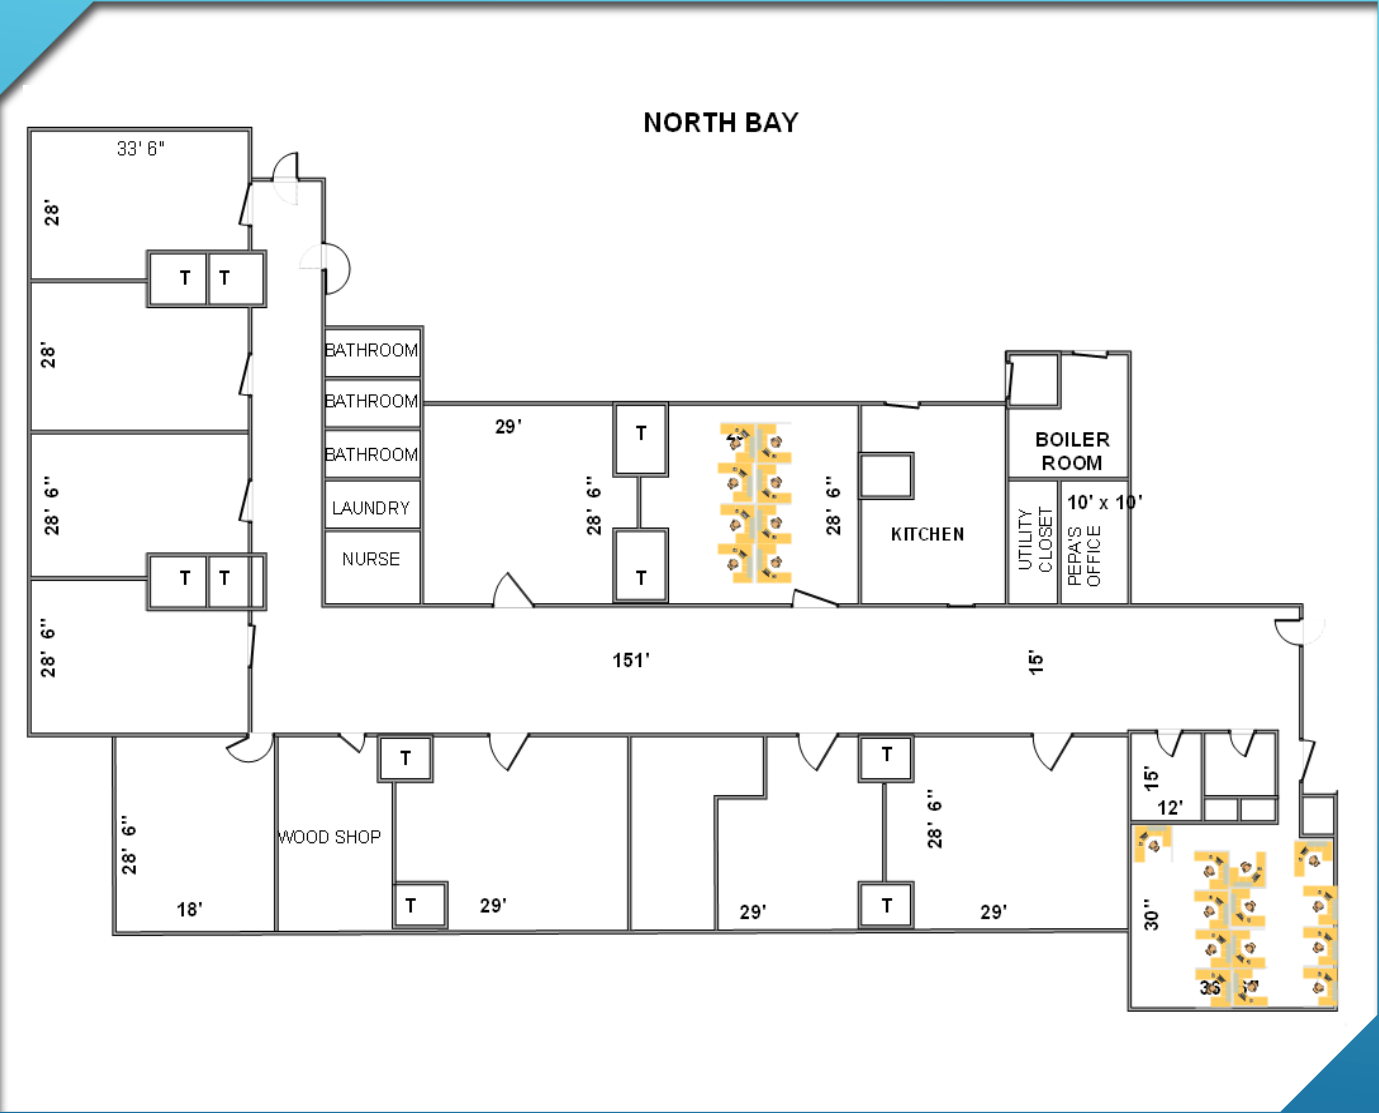 NORTH BAY
33' 6"
28'
T T
28'
28' 6"
T T
28' 6"
BATHROOM
BATHROOM
BATHROOM
LAUNDRY
NURSE
29'
T
28' 6"
T
28' 6"
KITCHEN
BOILER
ROOM
UTILITY
CLOSET
10' x 10'
PEPA'S
OFFICE
151'
15'
28' 6"
18'
WOOD SHOP
T
T
29'
29'
T
T
28' 6"
29'
15'
12'
30"